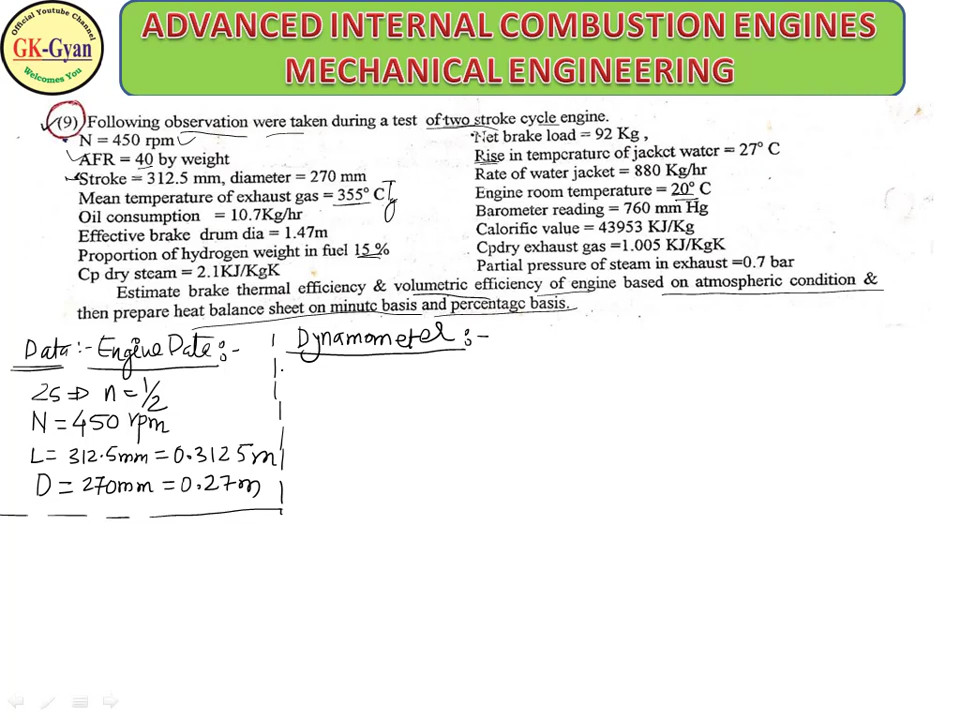 Official Youtube Channel
GK-Gyan
Welcomes You
ADVANCED INTERNAL COMBUSTION ENGINES
MECHANICAL ENGINEERING
(9) Following observation were taken during a test of two stroke cycle engine.
N = 450 rpm
AFR = 40 by weight
Stroke = 312.5 mm, diameter = 270 mm
Mean temperature of exhaust gas = 355° C Tg
Oil consumption = 10.7Kg/hr
Effective brake drum dia = 1.47m
Proportion of hydrogen weight in fuel 15 %
Cp dry steam = 2.1KJ/KgK
Net brake load = 92 Kg ,
Rise in temperature of jacket water = 27° C
Rate of water jacket = 880 Kg/hr
Engine room temperature = 20° C
Barometer reading = 760 mm Hg
Calorific value = 43953 KJ/Kg
Cpdry exhaust gas =1.005 KJ/KgK
Partial pressure of steam in exhaust =0.7 bar
Estimate brake thermal efficiency & volumetric efficiency of engine based on atmospheric condition &
then prepare heat balance sheet on minute basis and percentage basis.
Data :- Engine Date :-
2S ⇒ n = 1/2
N = 450 rpm
L = 312.5mm = 0.3125m
D = 270mm = 0.27m
Dynamometer :-